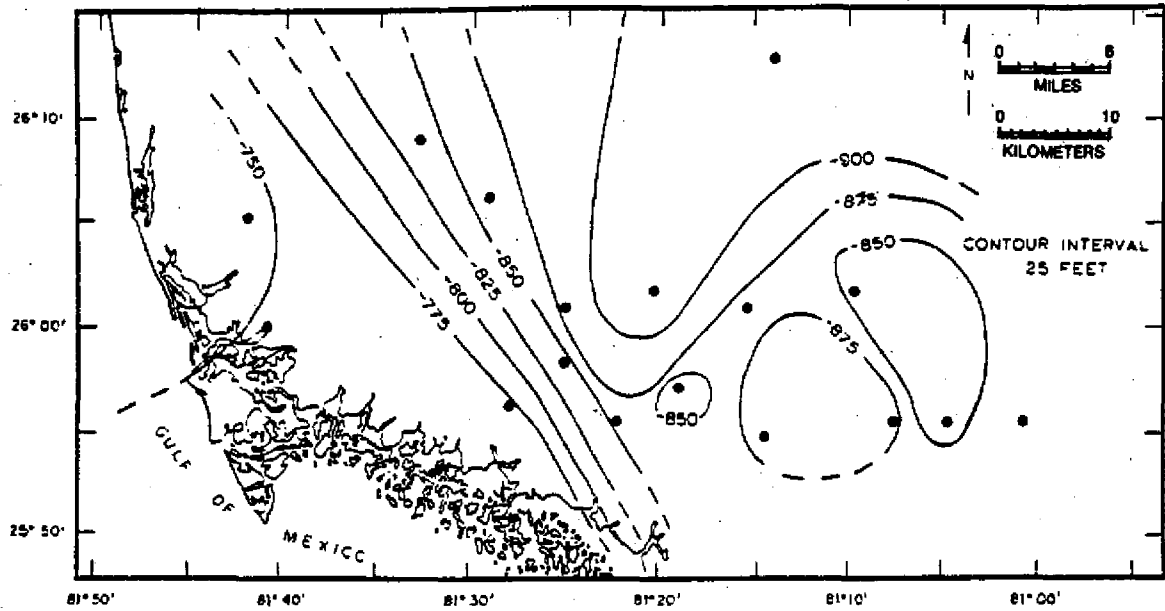 0 6
MILES
N
0 10
KILOMETERS
26° 10'
-750
-900
-875
-850
CONTOUR INTERVAL
25 FEET
-850
-825
-800
-775
26° 00'
-875
-850
GULF
OF
MEXICO
25° 50'
81° 50' 81° 40' 81° 30' 81° 20' 81° 10' 81° 00'